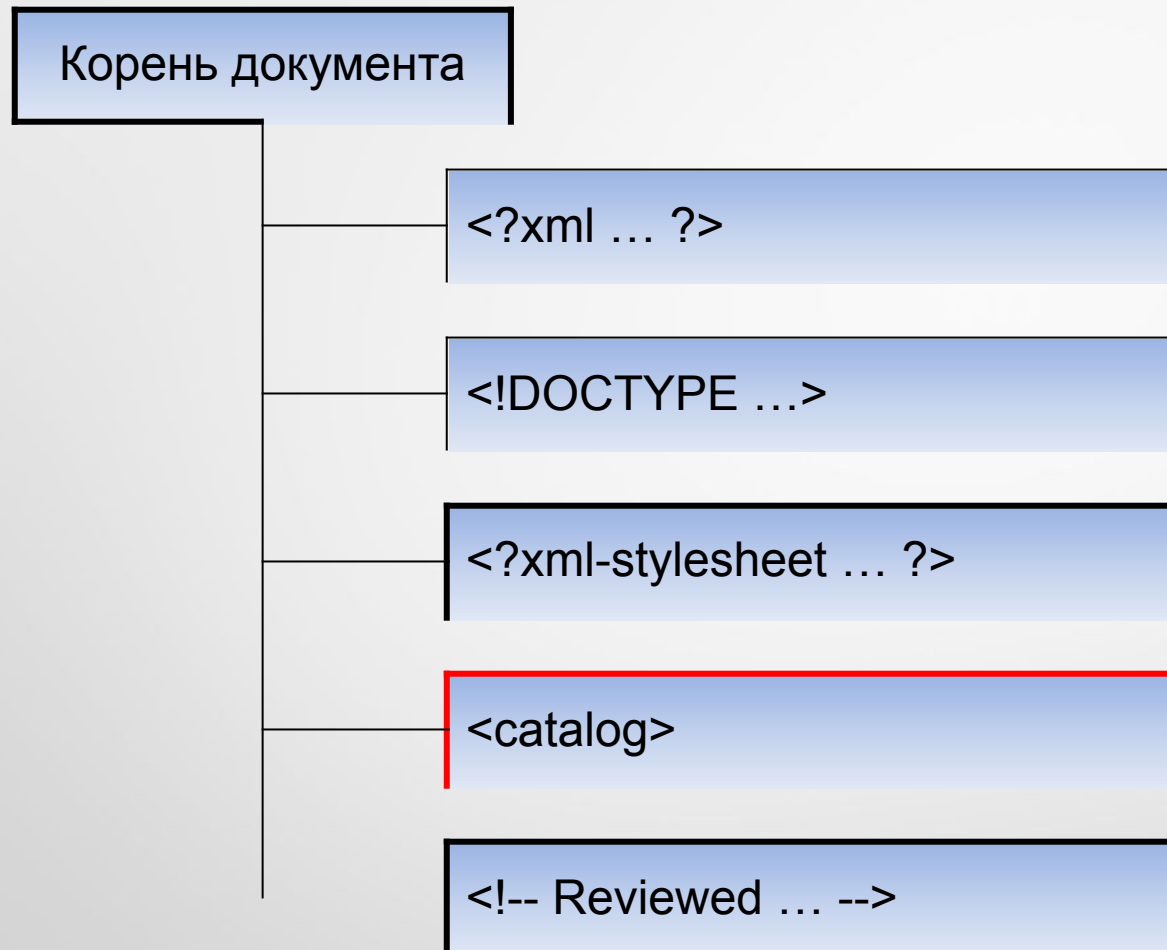 Корень документа
<?xml … ?>
<!DOCTYPE …>
<?xml-stylesheet … ?>
<catalog>
<!-- Reviewed … -->